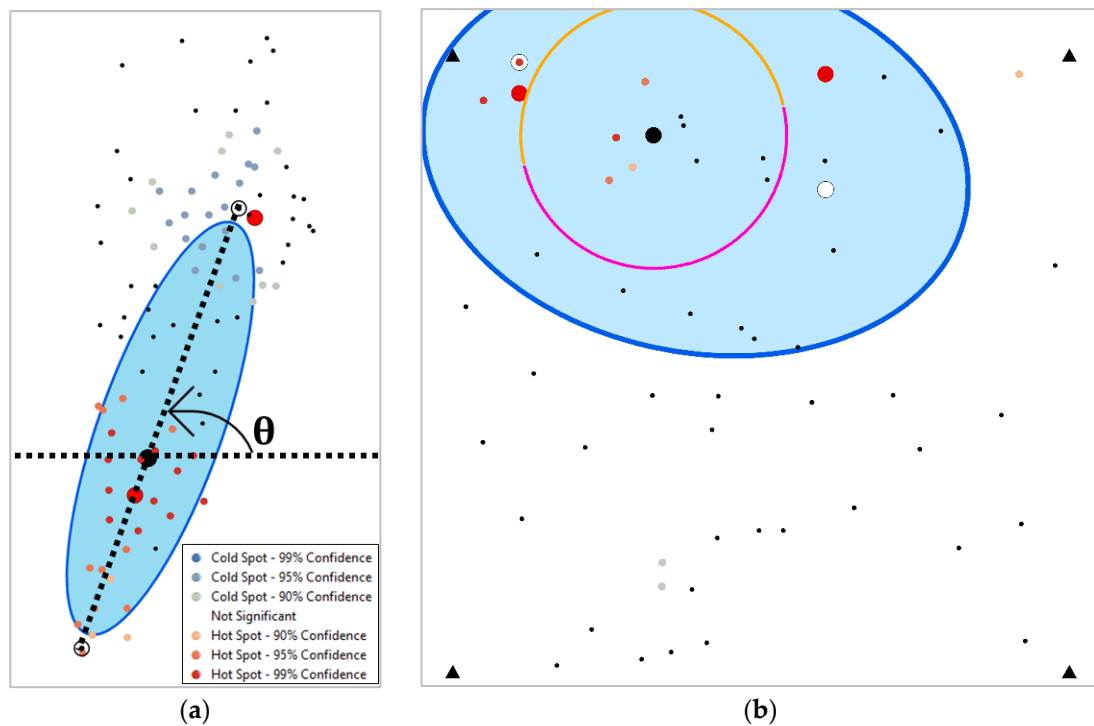 θ
Cold Spot - 99% Confidence
Cold Spot - 95% Confidence
Cold Spot - 90% Confidence
Not Significant
Hot Spot - 90% Confidence
Hot Spot - 95% Confidence
Hot Spot - 99% Confidence
(a) (b)